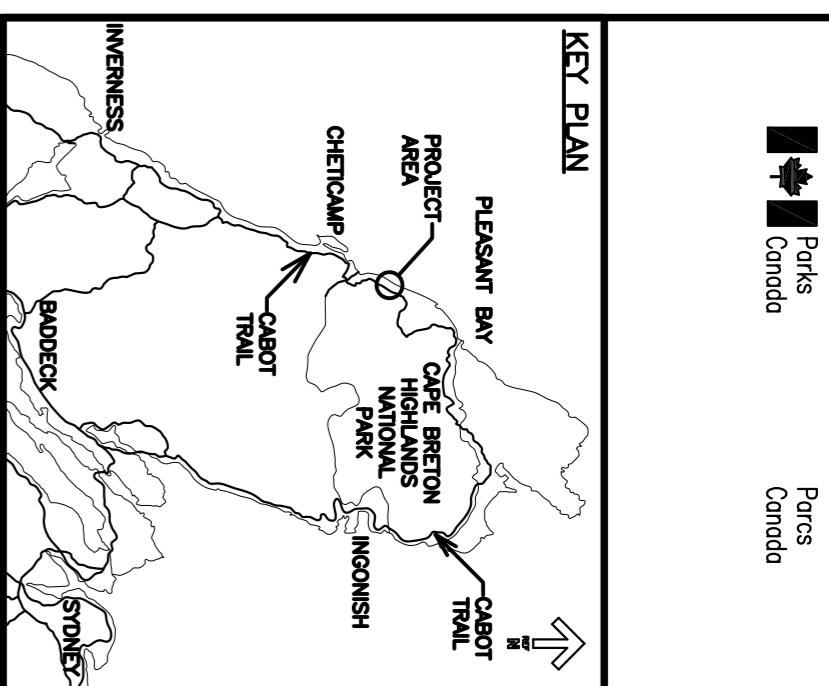 Parks
Canada
Parcs
Canada
KEY PLAN
REF
N
PLEASANT BAY
PROJECT
AREA
CHETICAMP
INVERNESS
CABOT
TRAIL
CAPE BRETON
HIGHLANDS
NATIONAL
PARK
CABOT
TRAIL
INGONISH
BADDECK
SYDNEY